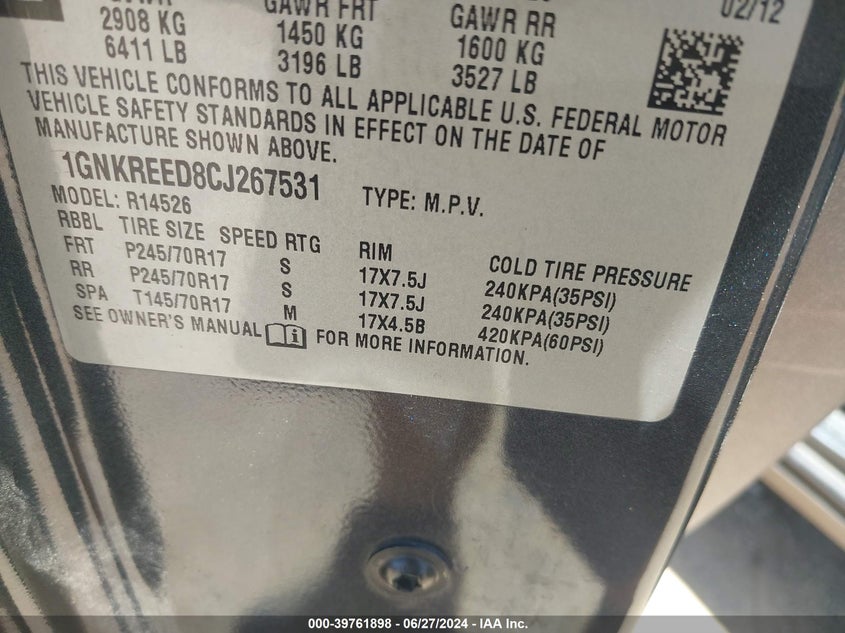 GAWR FRT GAWR RR 02/12
2908 KG 1450 KG 1600 KG
6411 LB 3196 LB 3527 LB
THIS VEHICLE CONFORMS TO ALL APPLICABLE U.S. FEDERAL MOTOR
VEHICLE SAFETY STANDARDS IN EFFECT ON THE DATE OF
MANUFACTURE SHOWN ABOVE.
1GNKREED8CJ267531 TYPE: M.P.V.
MODEL: R14526
RBBL TIRE SIZE SPEED RTG RIM COLD TIRE PRESSURE
FRT P245/70R17 S 17X7.5J 240KPA(35PSI)
RR P245/70R17 S 17X7.5J 240KPA(35PSI)
SPA T145/70R17 M 17X4.5B 420KPA(60PSI)
SEE OWNER'S MANUAL FOR MORE INFORMATION.
000-39761898 - 06/27/2024 - IAA Inc.